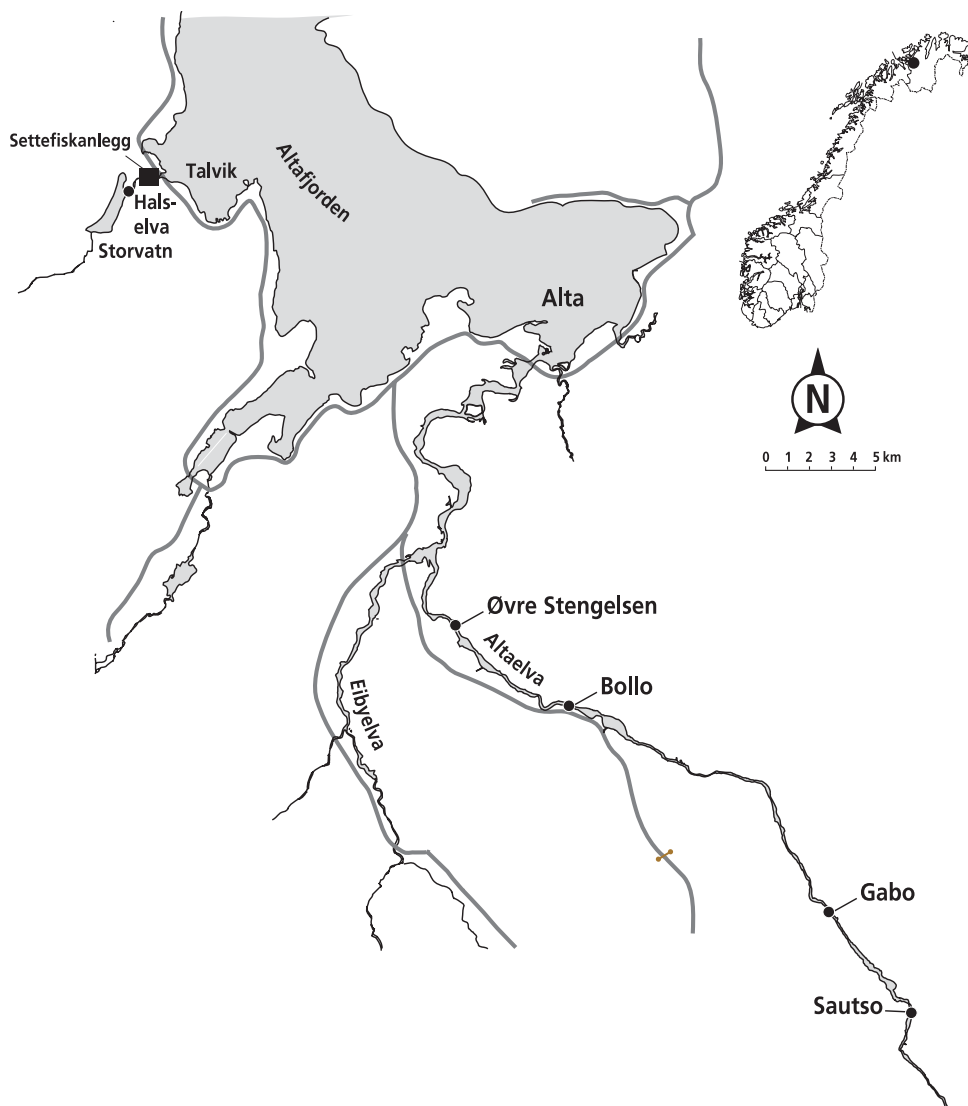 Settefiskanlegg
Talvik
Altafjorden
Hals-
elva
Storvatn
Alta
N
0 1 2 3 4 5 km
Øvre Stengelsen
Altaelva
Bollo
Eibyelva
Gabo
Sautso